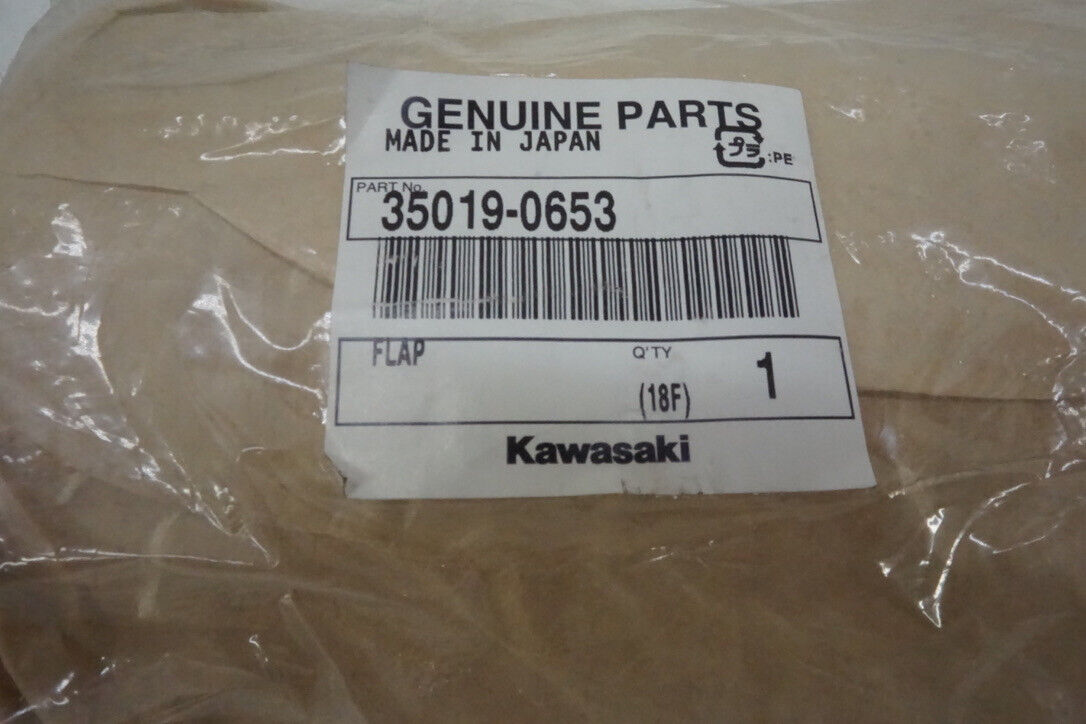 GENUINE PARTS
MADE IN JAPAN
プラ :PE
PART No.
35019-0653
FLAP
Q'TY
(18F)
1
Kawasaki